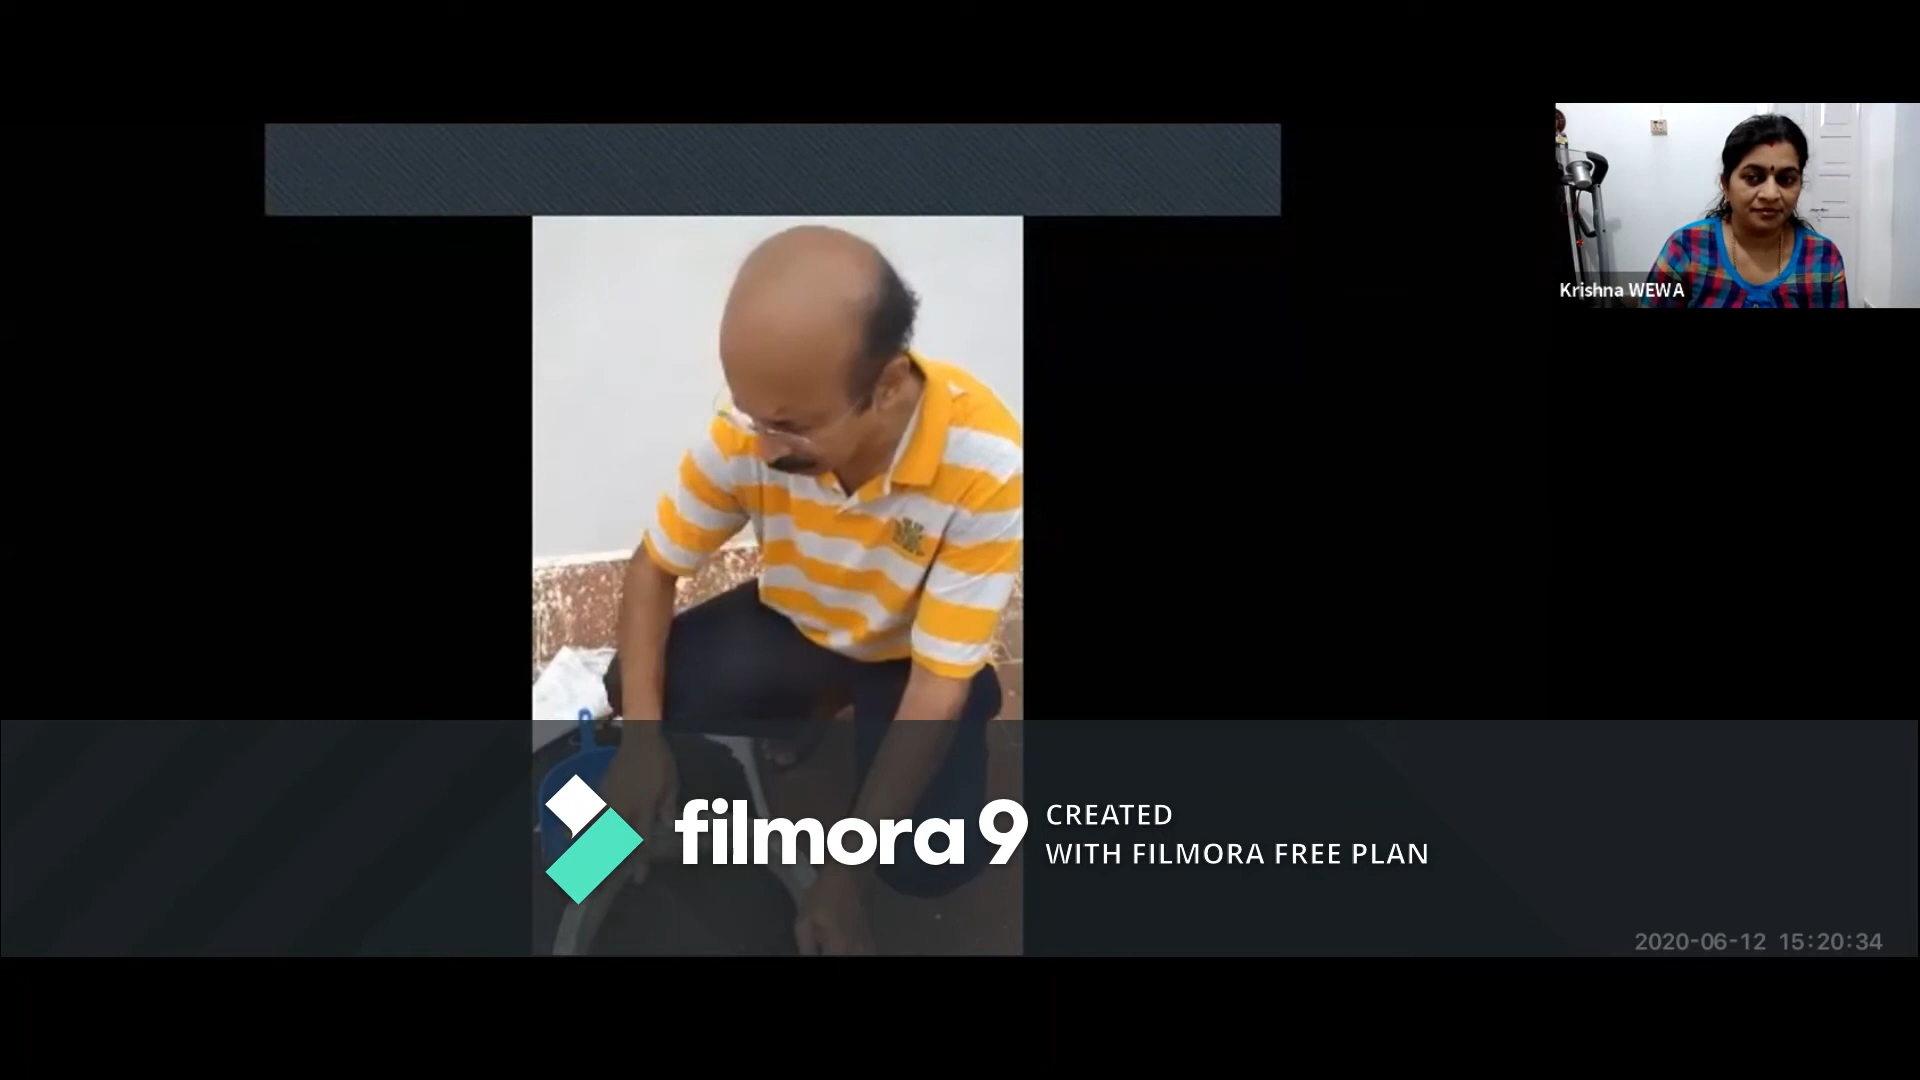 Krishna WEWA
filmora9
CREATED
WITH FILMORA FREE PLAN
2020-06-12 15:20:34